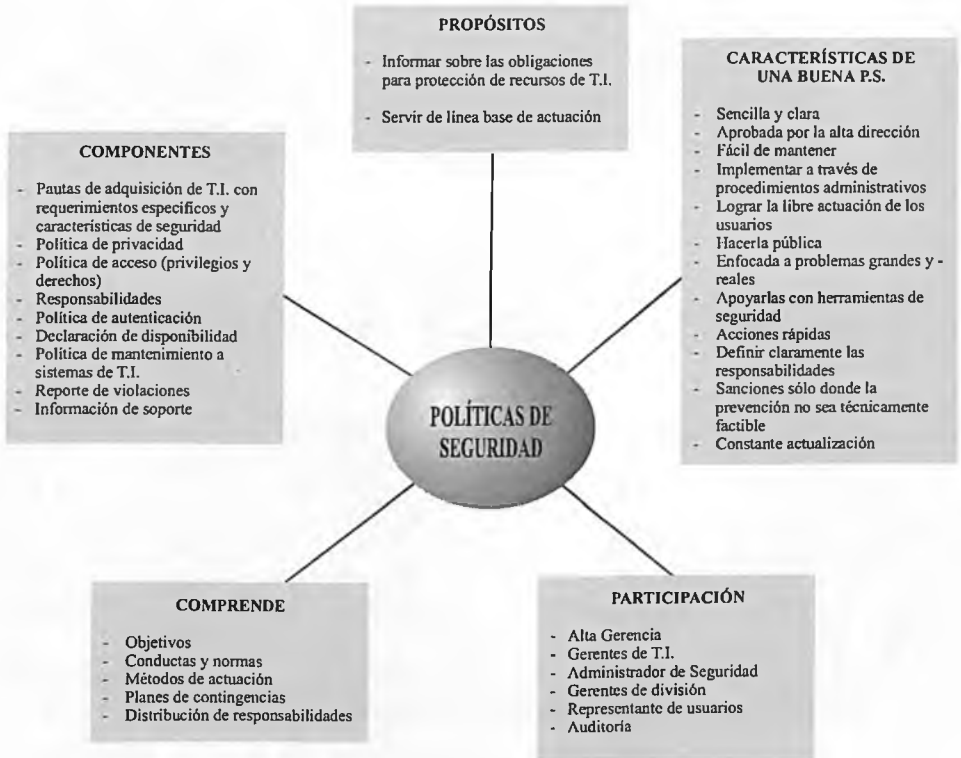 PROPÓSITOS
- Informar sobre las obligaciones
para protección de recursos de T.I.
- Servir de línea base de actuación
CARACTERÍSTICAS DE
UNA BUENA P.S.
- Sencilla y clara
- Aprobada por la alta dirección
- Fácil de mantener
- Implementar a través de
procedimientos administrativos
- Lograr la libre actuación de los
usuarios
- Hacerla pública
- Enfocada a problemas grandes y -
reales
- Apoyarlas con herramientas de
seguridad
- Acciones rápidas
- Definir claramente las
responsabilidades
- Sanciones sólo donde la
prevención no sea técnicamente
factible
- Constante actualización
COMPONENTES
- Pautas de adquisición de T.I. con
requerimientos específicos y
características de seguridad
- Política de privacidad
- Política de acceso (privilegios y
derechos)
- Responsabilidades
- Política de autenticación
- Declaración de disponibilidad
- Política de mantenimiento a
sistemas de T.I.
- Reporte de violaciones
- Información de soporte
POLÍTICAS DE
SEGURIDAD
COMPRENDE
- Objetivos
- Conductas y normas
- Métodos de actuación
- Planes de contingencias
- Distribución de responsabilidades
PARTICIPACIÓN
- Alta Gerencia
- Gerentes de T.I.
- Administrador de Seguridad
- Gerentes de división
- Representante de usuarios
- Auditoría